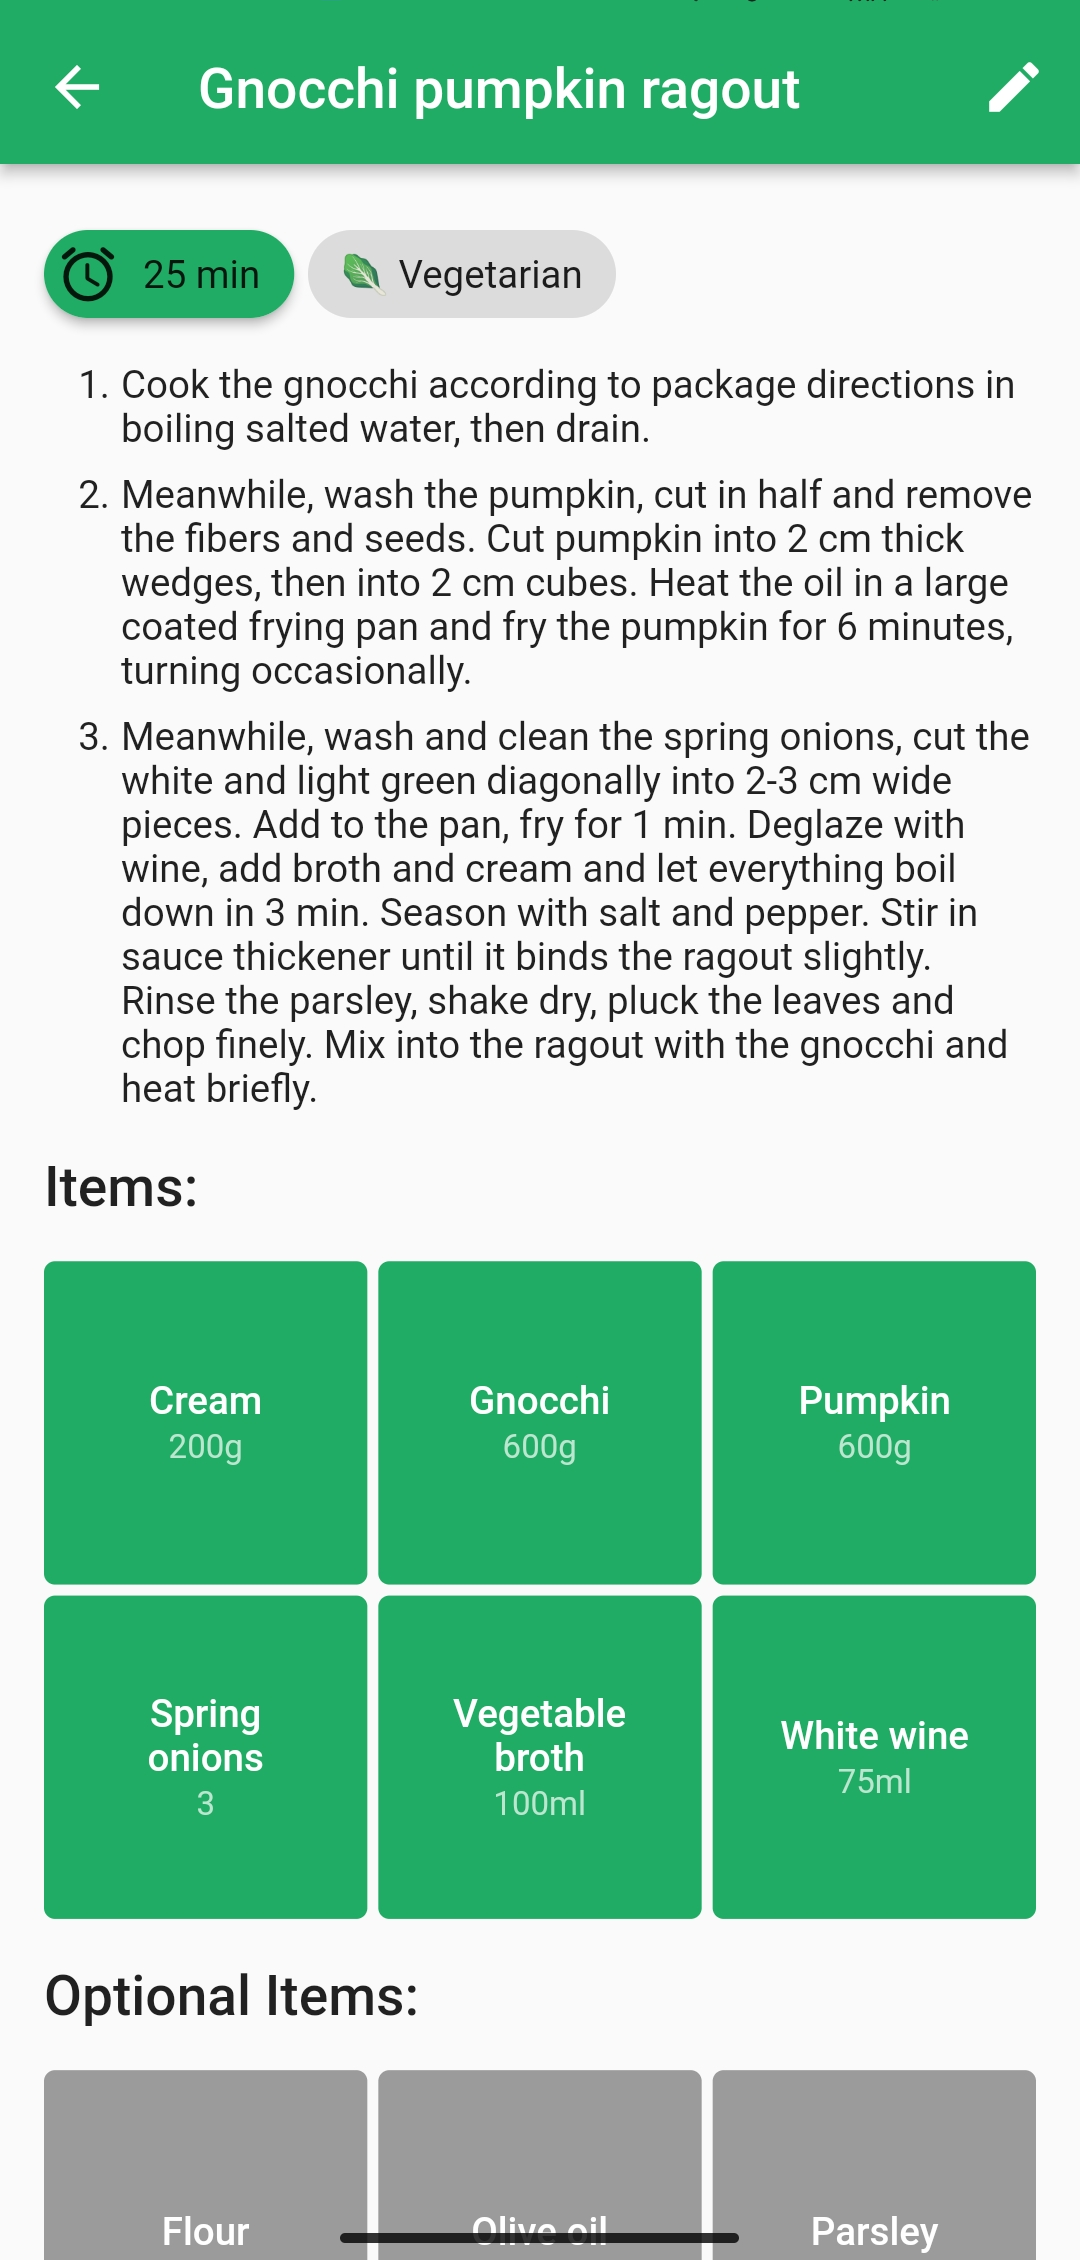 Gnocchi pumpkin ragout
25 min
Vegetarian
1. Cook the gnocchi according to package directions in
boiling salted water, then drain.
2. Meanwhile, wash the pumpkin, cut in half and remove
the fibers and seeds. Cut pumpkin into 2 cm thick
wedges, then into 2 cm cubes. Heat the oil in a large
coated frying pan and fry the pumpkin for 6 minutes,
turning occasionally.
3. Meanwhile, wash and clean the spring onions, cut the
white and light green diagonally into 2-3 cm wide
pieces. Add to the pan, fry for 1 min. Deglaze with
wine, add broth and cream and let everything boil
down in 3 min. Season with salt and pepper. Stir in
sauce thickener until it binds the ragout slightly.
Rinse the parsley, shake dry, pluck the leaves and
chop finely. Mix into the ragout with the gnocchi and
heat briefly.
Items:
Cream
200g
Gnocchi
600g
Pumpkin
600g
Spring
onions
3
Vegetable
broth
100ml
White wine
75ml
Optional Items:
Flour
Olive oil
Parsley